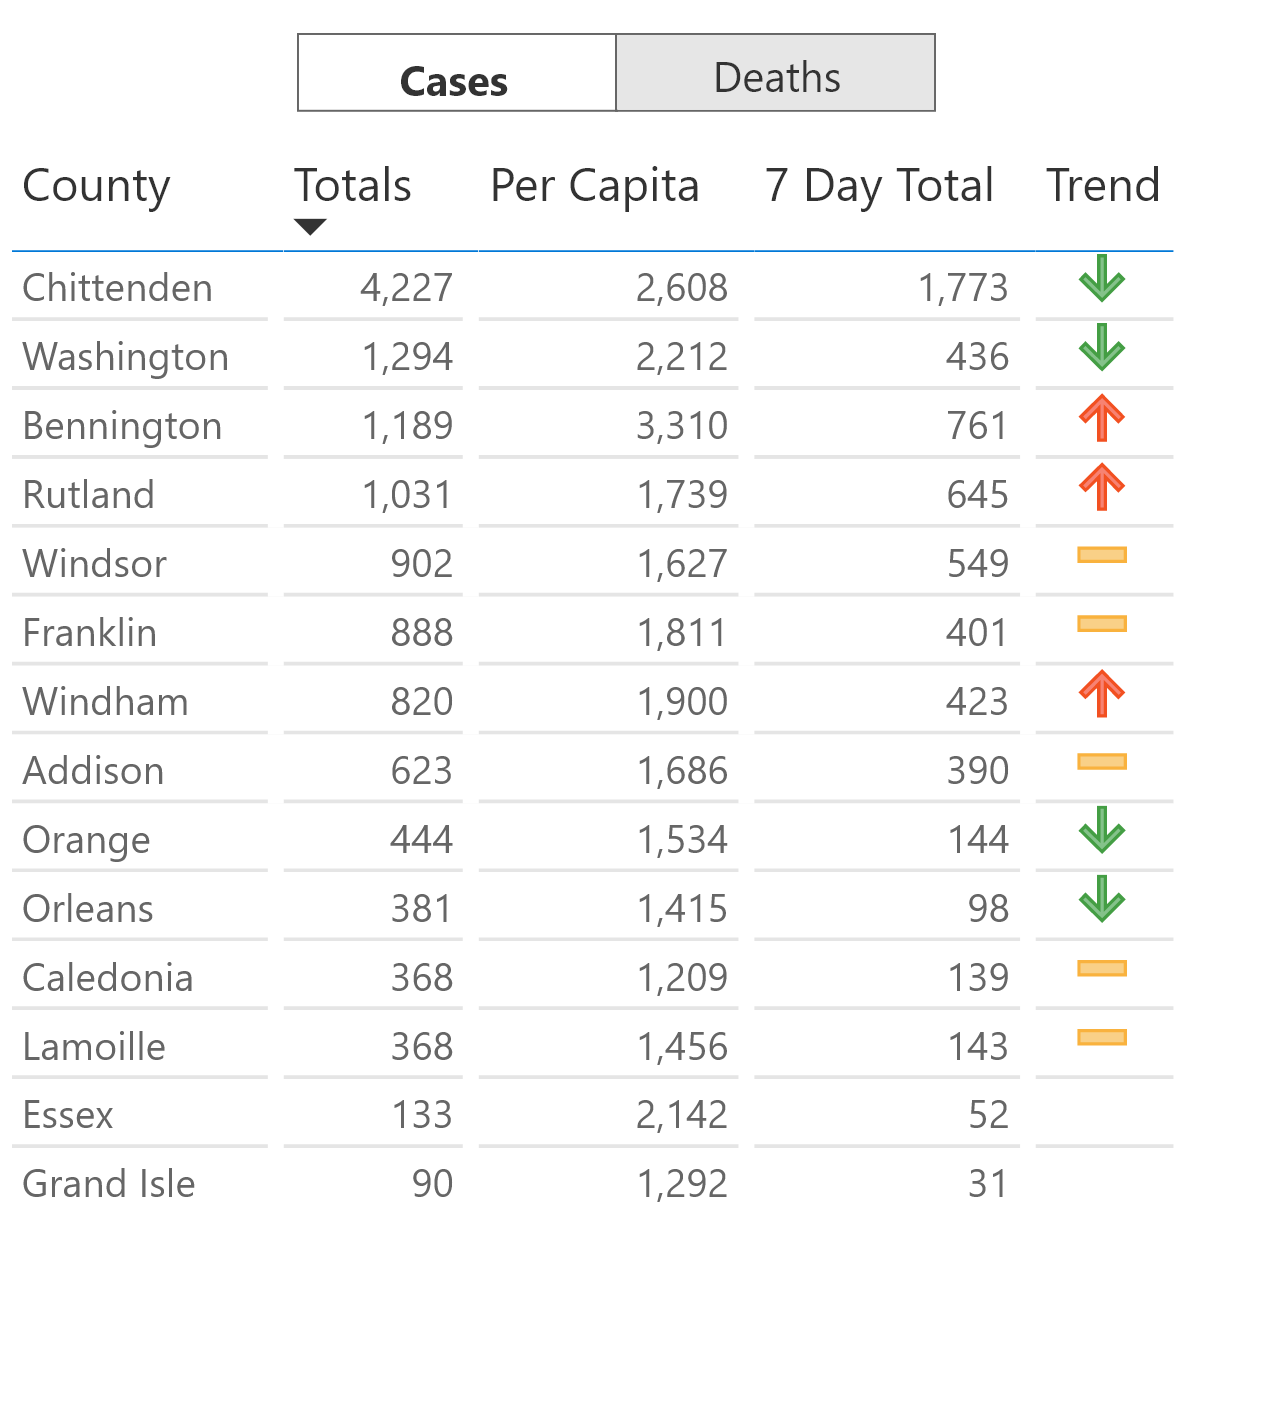 Cases Deaths
County Totals Per Capita 7 Day Total Trend
Chittenden 4,227 2,608 1,773
Washington 1,294 2,212 436
Bennington 1,189 3,310 761
Rutland 1,031 1,739 645
Windsor 902 1,627 549
Franklin 888 1,811 401
Windham 820 1,900 423
Addison 623 1,686 390
Orange 444 1,534 144
Orleans 381 1,415 98
Caledonia 368 1,209 139
Lamoille 368 1,456 143
Essex 133 2,142 52
Grand Isle 90 1,292 31